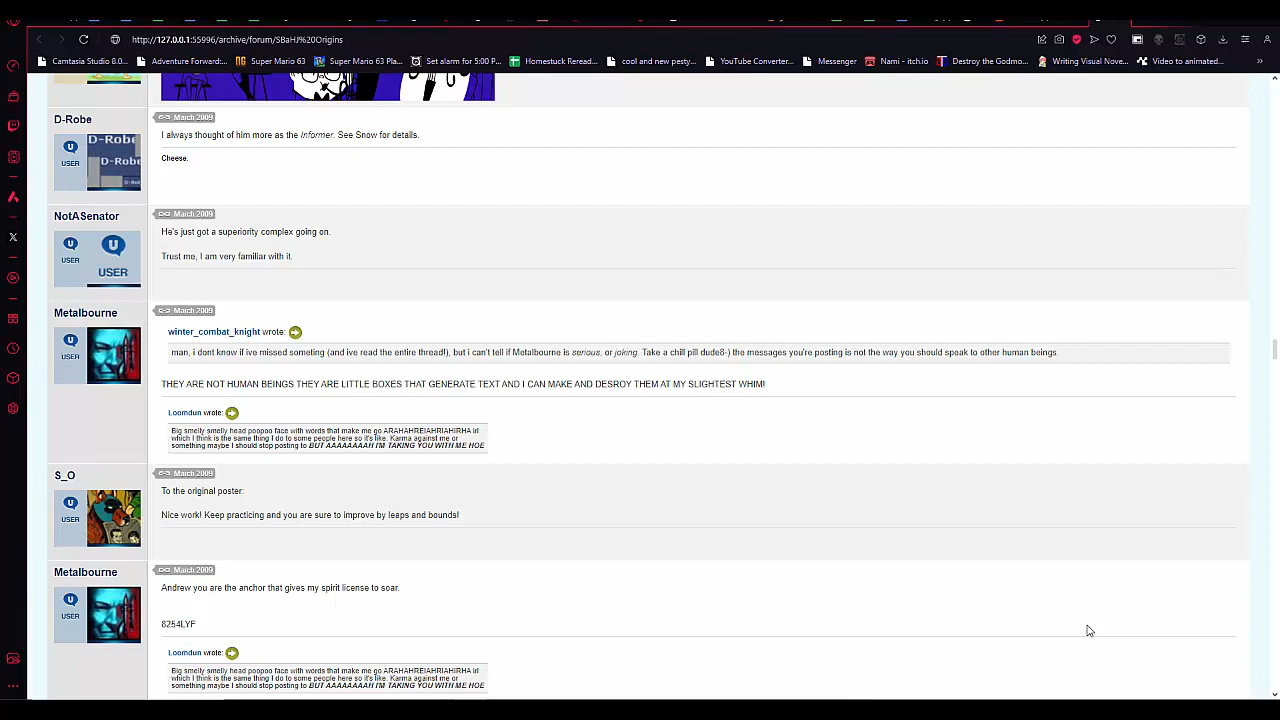 http://127.0.0.1:55996/archive/forum/SBaHJ%20Origins
Camtasia Studio 8.0... Adventure Forward:... Super Mario 63 Super Mario 63 Pla... Set alarm for 5:00 P... Homestuck Reread... cool and new pesty... YouTube Converter... Messenger Nami - itch.io Destroy the Godmo... Writing Visual Nove... Video to animated... »
D-Robe
USER
D-Robe
D-Robe
March 2009
I always thought of him more as the Informer. See Snow for details.
Cheese.
NotASenator
USER
USER
March 2009
He's just got a superiority complex going on.
Trust me, I am very familiar with it.
Metalbourne
USER
March 2009
winter_combat_knight wrote:
man, i dont know if ive missed someting (and ive read the entire thread!), but i can't tell if Metalbourne is serious, or joking. Take a chill pill dude8-) the messages you're posting is not the way you should speak to other human beings.
THEY ARE NOT HUMAN BEINGS THEY ARE LITTLE BOXES THAT GENERATE TEXT AND I CAN MAKE AND DESROY THEM AT MY SLIGHTEST WHIM!
Loomdun wrote:
Big smelly smelly head poopoo face with words that make me go ARAHAHREIAHRIAHIRHA id
which I think is the same thing I do to some people here so it's like. Karma against me or
something maybe I should stop posting to BUT AAAAAAAAH I'M TAKING YOU WITH ME HOE
S_O
USER
March 2009
To the original poster:
Nice work! Keep practicing and you are sure to improve by leaps and bounds!
Metalbourne
USER
March 2009
Andrew you are the anchor that gives my spirit license to soar.
8254LYF
Loomdun wrote:
Big smelly smelly head poopoo face with words that make me go ARAHAHREIAHRIAHIRHA id
which I think is the same thing I do to some people here so it's like. Karma against me or
something maybe I should stop posting to BUT AAAAAAAAH I'M TAKING YOU WITH ME HOE